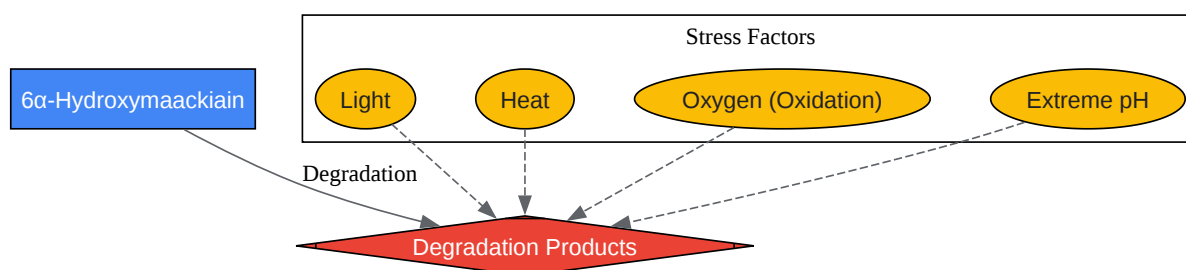 Stress Factors
6α-Hydroxymaackiain
Light
Heat
Oxygen (Oxidation)
Extreme pH
Degradation
Degradation Products